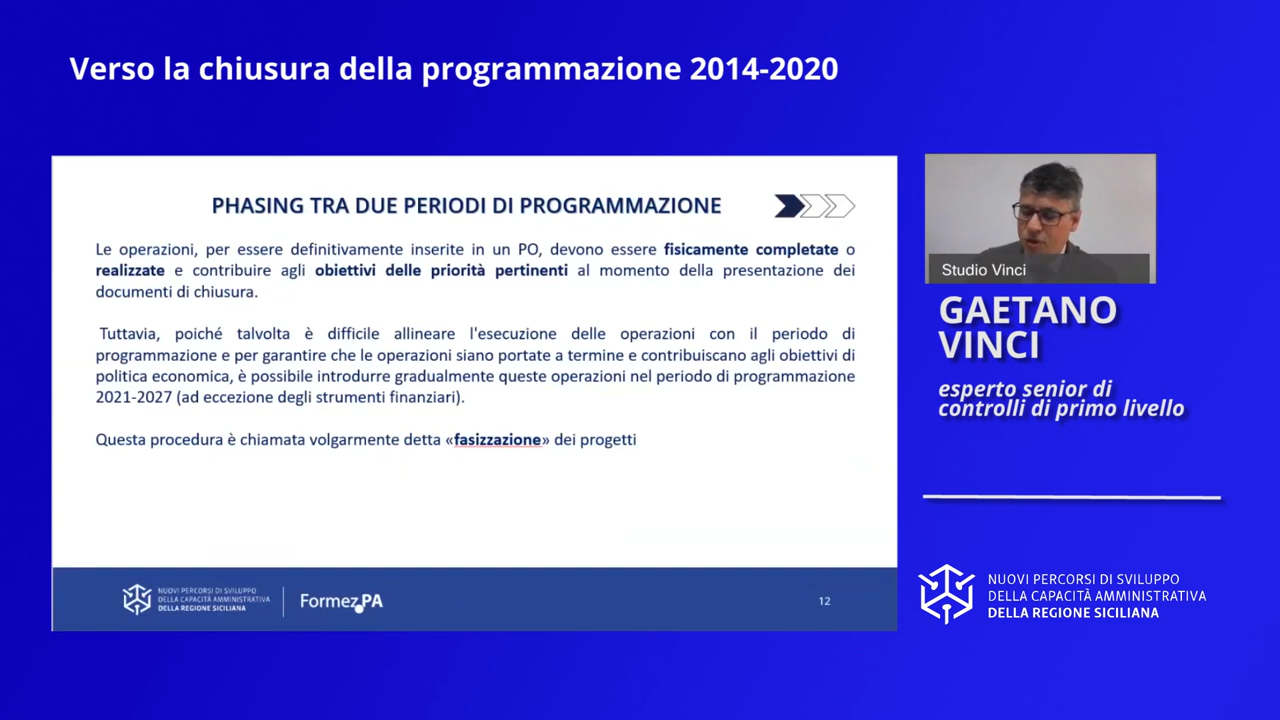 Verso la chiusura della programmazione 2014-2020
PHASING TRA DUE PERIODI DI PROGRAMMAZIONE
Le operazioni, per essere definitivamente inserite in un PO, devono essere fisicamente completate o
realizzate e contribuire agli obiettivi delle priorità pertinenti al momento della presentazione dei
documenti di chiusura.
Tuttavia, poiché talvolta è difficile allineare l'esecuzione delle operazioni con il periodo di
programmazione e per garantire che le operazioni siano portate a termine e contribuiscano agli obiettivi di
politica economica, è possibile introdurre gradualmente queste operazioni nel periodo di programmazione
2021-2027 (ad eccezione degli strumenti finanziari).
Questa procedura è chiamata volgarmente detta «fasizzazione» dei progetti
NUOVI PERCORSI DI SVILUPPO
DELLA CAPACITÀ AMMINISTRATIVA
DELLA REGIONE SICILIANA
Formez PA
12
Studio Vinci
GAETANO
VINCI
esperto senior di
controlli di primo livello
NUOVI PERCORSI DI SVILUPPO
DELLA CAPACITÀ AMMINISTRATIVA
DELLA REGIONE SICILIANA